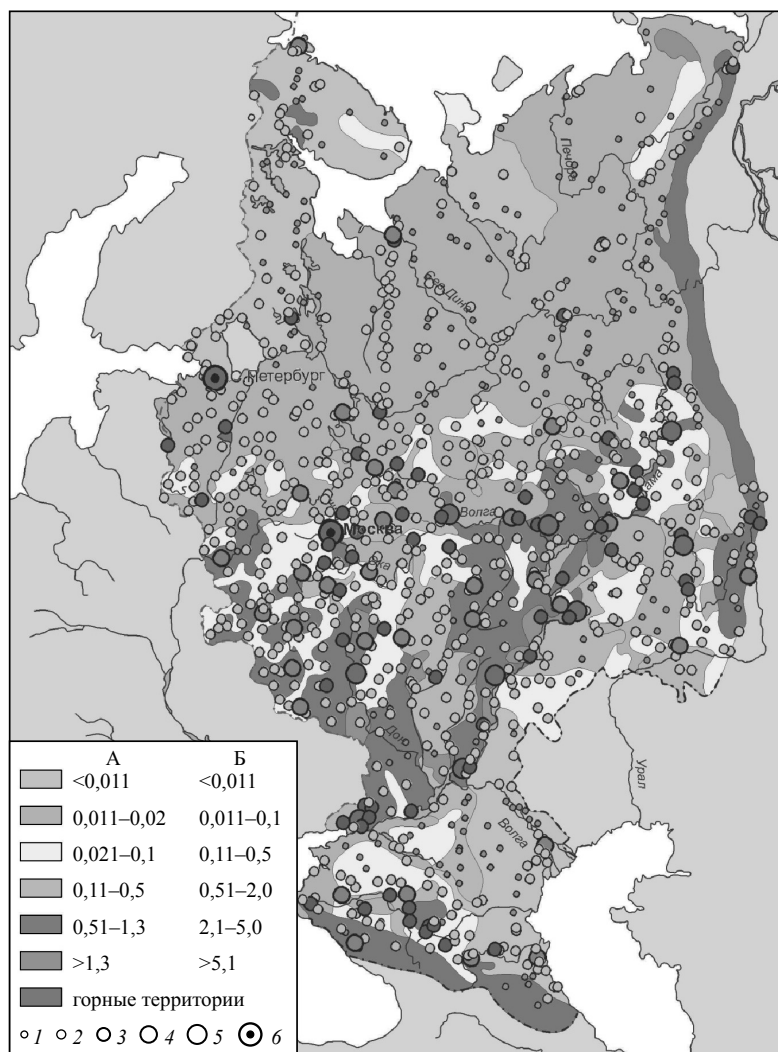 Печора
Сев. Двина
С.-Петербург
Кама
Волга
Москва
Ока
Дон
Урал
Волга
А Б
<0,011 <0,011
0,011–0,02 0,011–0,1
0,021–0,1 0,11–0,5
0,11–0,5 0,51–2,0
0,51–1,3 2,1–5,0
>1,3 >5,1
горные территории
1 2 3 4 5 6